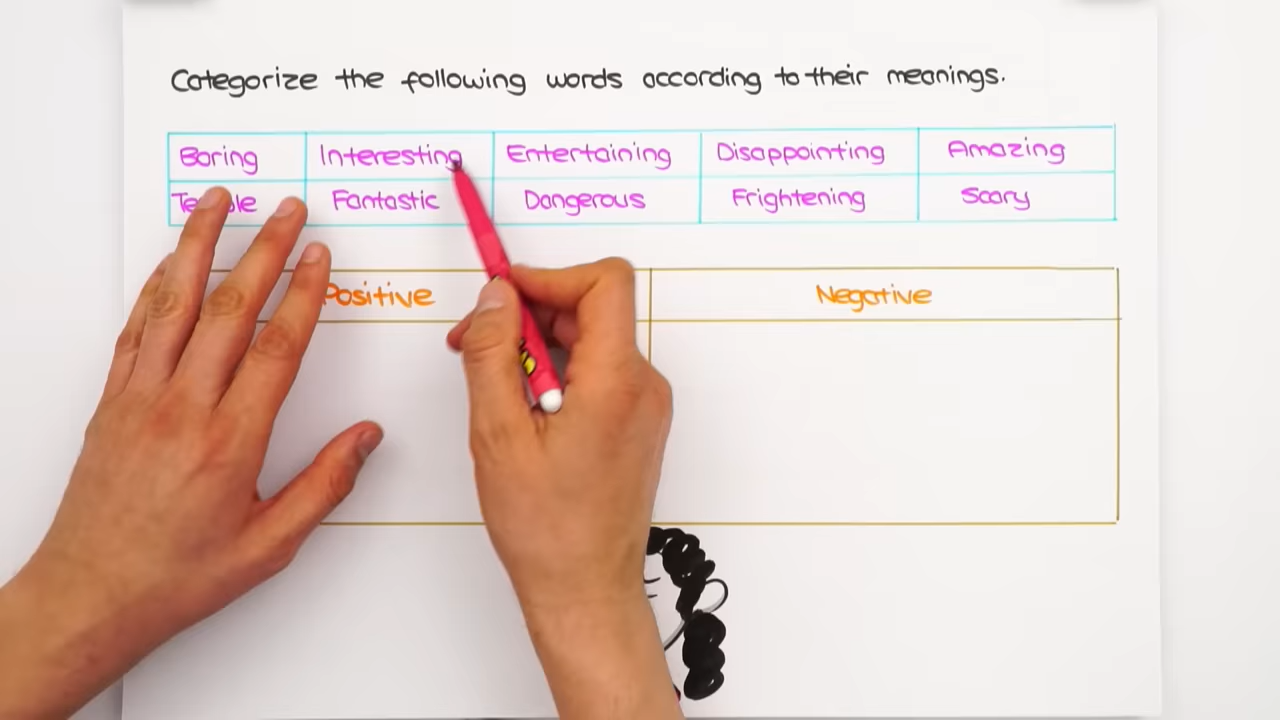 Categorize the following words according to their meanings.
Boring Interesting Entertaining Disappointing Amazing
Fantastic Dangerous Frightening Scary
Positive Negative